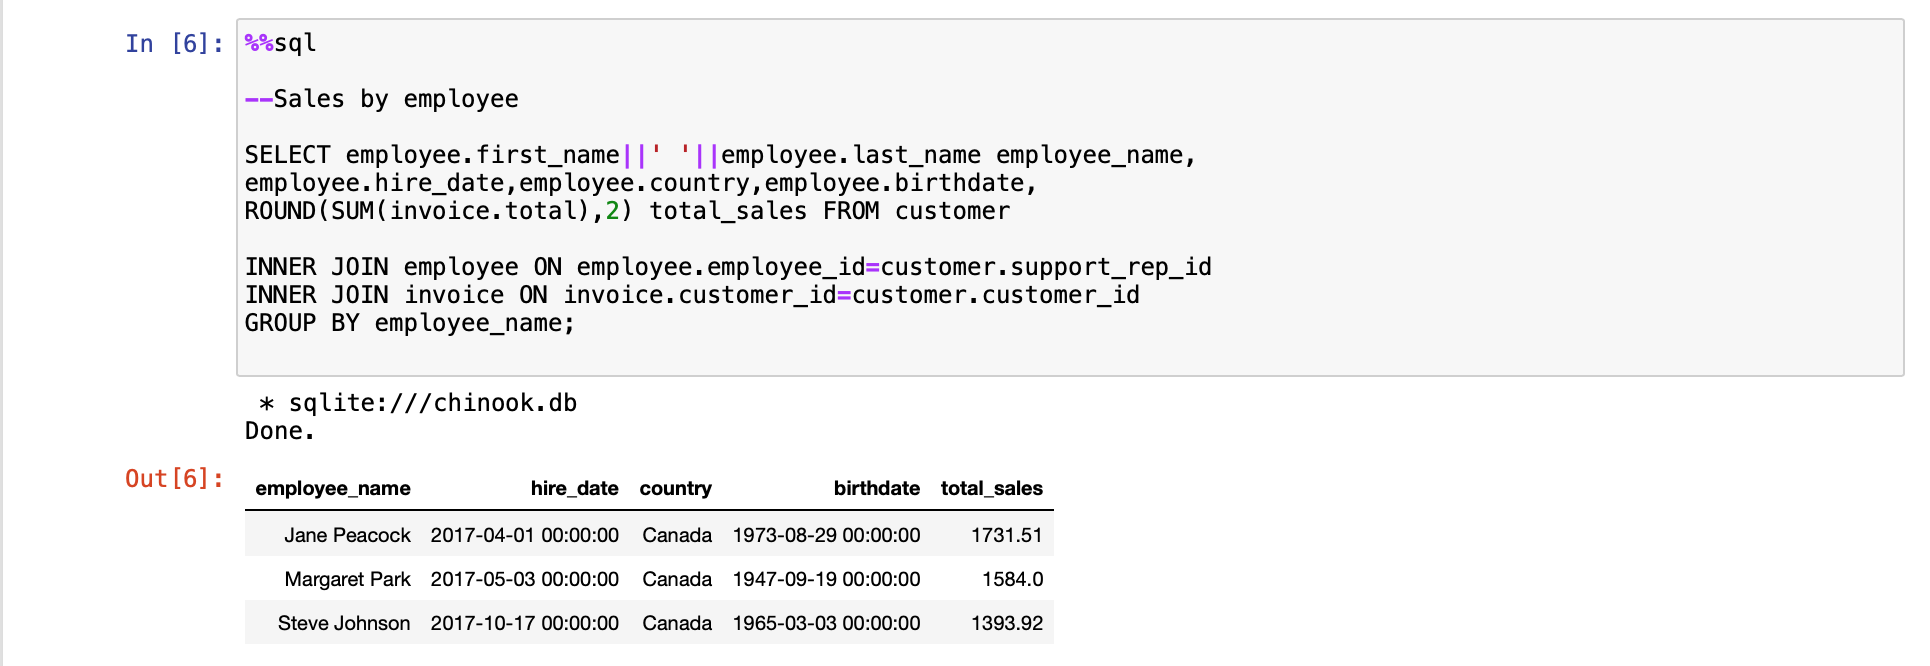 In [6]: %%sql
--Sales by employee
SELECT employee.first_name||' '||employee.last_name employee_name,
employee.hire_date,employee.country,employee.birthdate,
ROUND(SUM(invoice.total),2) total_sales FROM customer
INNER JOIN employee ON employee.employee_id=customer.support_rep_id
INNER JOIN invoice ON invoice.customer_id=customer.customer_id
GROUP BY employee_name;
* sqlite:///chinook.db
Done.
Out[6]:
employee_name hire_date country birthdate total_sales
Jane Peacock 2017-04-01 00:00:00 Canada 1973-08-29 00:00:00 1731.51
Margaret Park 2017-05-03 00:00:00 Canada 1947-09-19 00:00:00 1584.0
Steve Johnson 2017-10-17 00:00:00 Canada 1965-03-03 00:00:00 1393.92